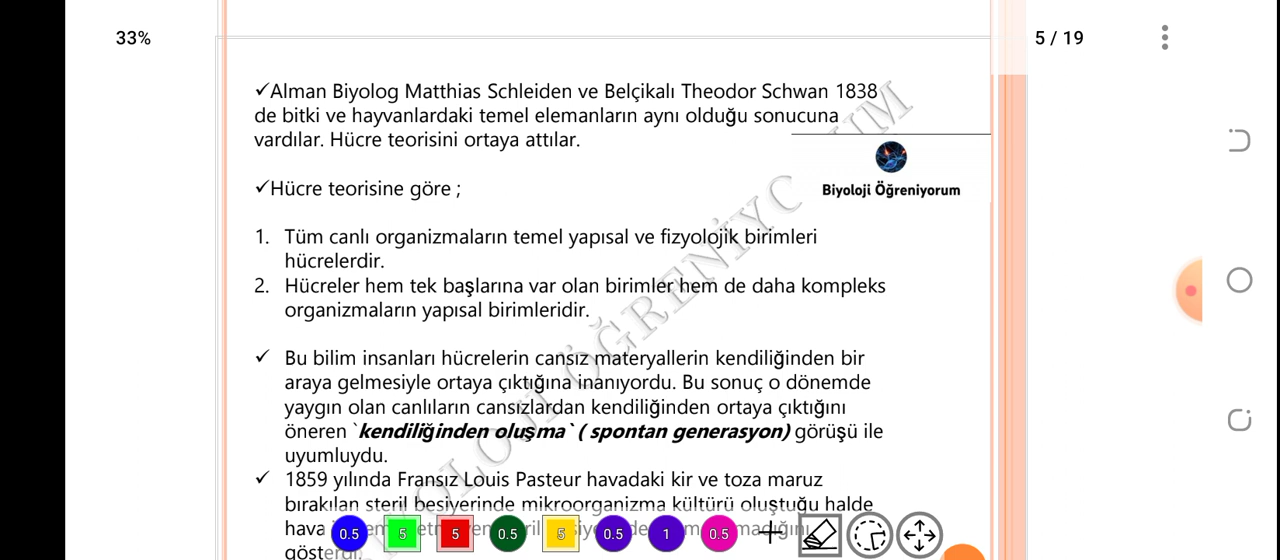 33%
5 / 19
✓Alman Biyolog Matthias Schleiden ve Belçikalı Theodor Schwan 1838
de bitki ve hayvanlardaki temel elemanların aynı olduğu sonucuna
vardılar. Hücre teorisini ortaya attılar.
Biyoloji Öğreniyorum
✓Hücre teorisine göre ;
1. Tüm canlı organizmaların temel yapısal ve fizyolojik birimleri
hücrelerdir.
2. Hücreler hem tek başlarına var olan birimler hem de daha kompleks
organizmaların yapısal birimleridir.
✓ Bu bilim insanları hücrelerin cansız materyallerin kendiliğinden bir
araya gelmesiyle ortaya çıktığına inanıyordu. Bu sonuç o dönemde
yaygın olan canlıların cansızlardan kendiliğinden ortaya çıktığını
öneren `kendiliğinden oluşma` ( spontan generasyon) görüşü ile
uyumluydu.
✓ 1859 yılında Fransız Louis Pasteur havadaki kir ve toza maruz
bırakılan steril besiyerinde mikroorganizma kültürü oluştuğu halde
hava
gösterdi.
0.5 5 5 0.5 5 0.5 1 0.5